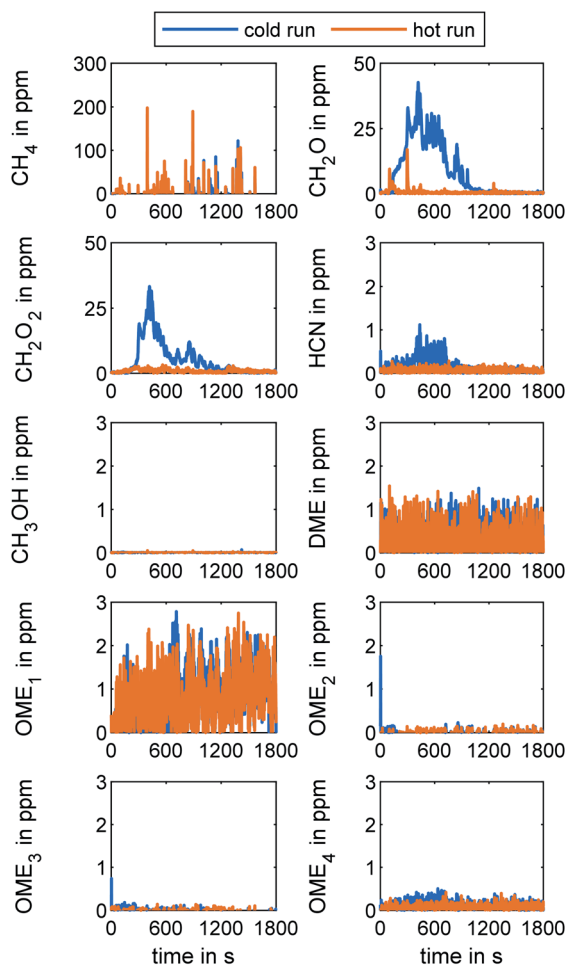 cold run hot run
CH4 in ppm
300
200
100
0
0 600 1200 1800
CH2O in ppm
50
25
0
0 600 1200 1800
CH2O2 in ppm
50
25
0
0 600 1200 1800
HCN in ppm
3
2
1
0
0 600 1200 1800
CH3OH in ppm
3
2
1
0
0 600 1200 1800
DME in ppm
3
2
1
0
0 600 1200 1800
OME1 in ppm
3
2
1
0
0 600 1200 1800
OME2 in ppm
3
2
1
0
0 600 1200 1800
OME3 in ppm
3
2
1
0
0 600 1200 1800
time in s
OME4 in ppm
3
2
1
0
0 600 1200 1800
time in s